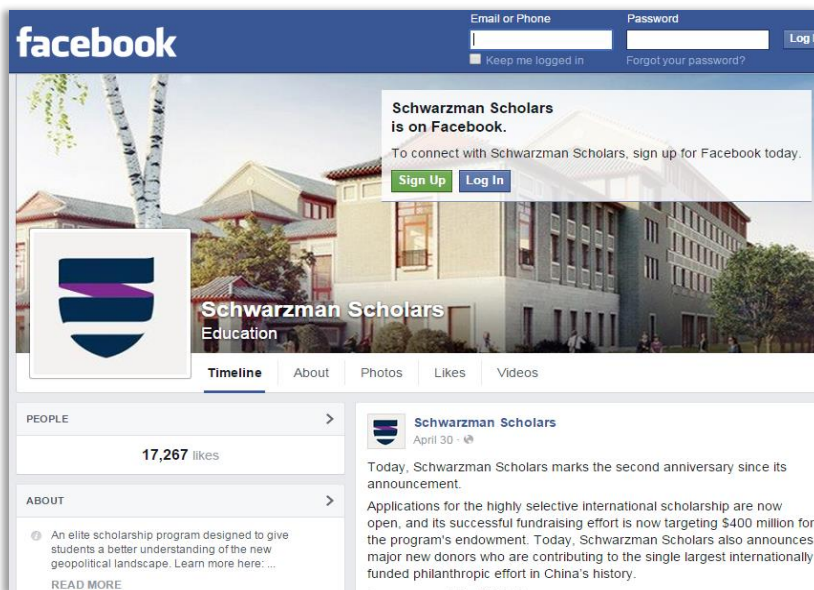 facebook
Email or Phone
Password
Keep me logged in
Forgot your password?
Log
Schwarzman Scholars
is on Facebook.
To connect with Schwarzman Scholars, sign up for Facebook today.
Sign Up
Log In
Schwarzman Scholars
Education
Timeline
About
Photos
Likes
Videos
PEOPLE
17,267 likes
ABOUT
An elite scholarship program designed to give
students a better understanding of the new
geopolitical landscape. Learn more here: ...
READ MORE
Schwarzman Scholars
April 30 ·
Today, Schwarzman Scholars marks the second anniversary since its
announcement.
Applications for the highly selective international scholarship are now
open, and its successful fundraising effort is now targeting $400 million for
the program's endowment. Today, Schwarzman Scholars also announces
major new donors who are contributing to the single largest internationally
funded philanthropic effort in China's history.